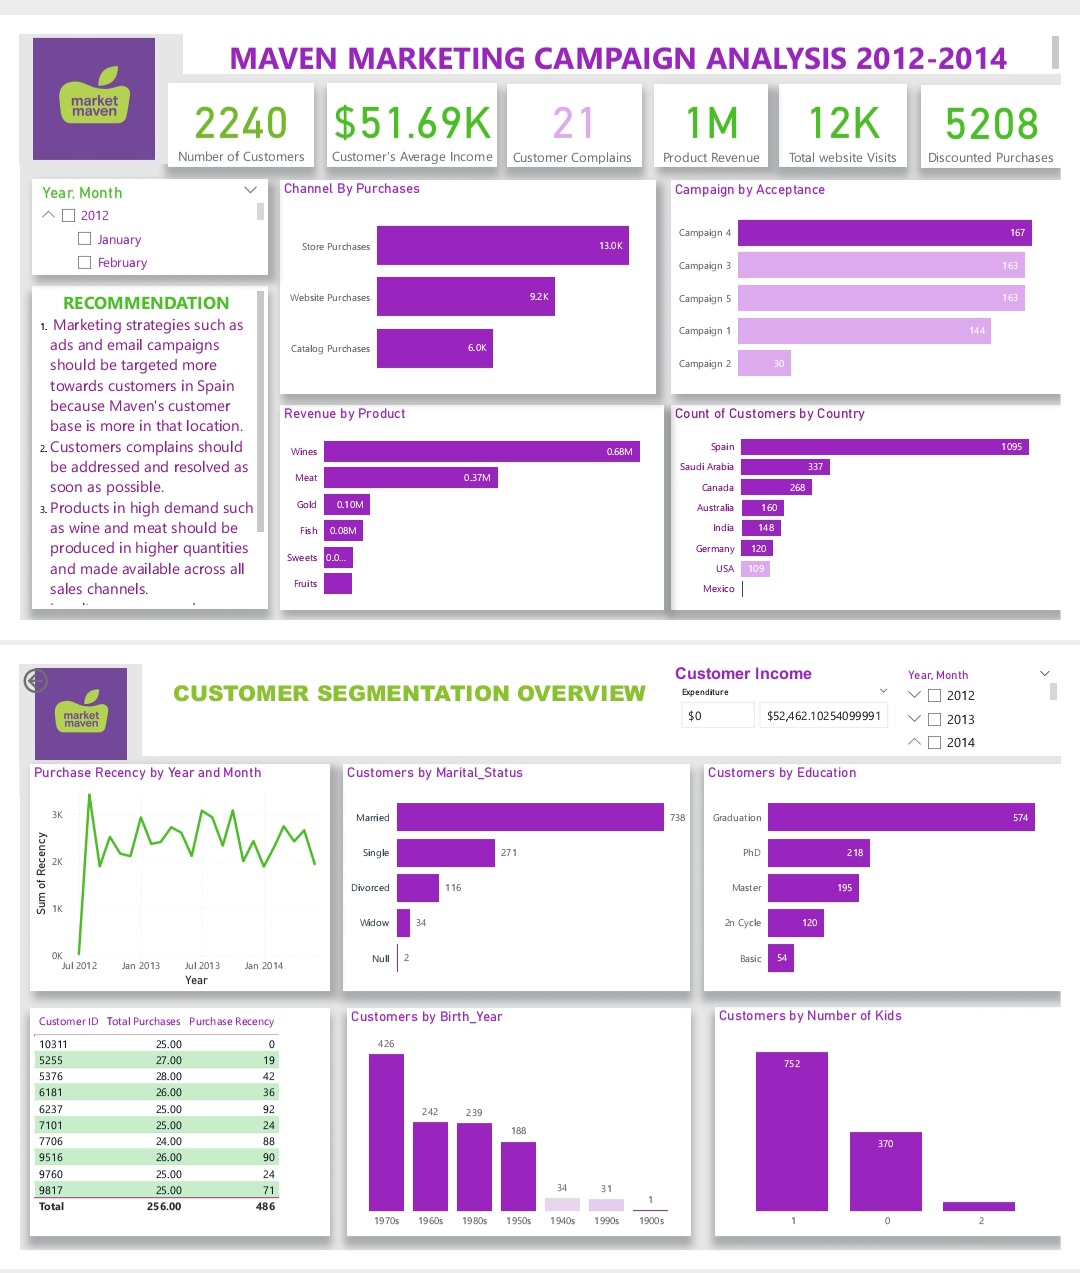 market
maven
MAVEN MARKETING CAMPAIGN ANALYSIS 2012-2014
2240
Number of Customers
$51.69K
Customer's Average Income
21
Customer Complains
1M
Product Revenue
12K
Total website Visits
5208
Discounted Purchases
Year, Month
2012
January
February
RECOMMENDATION
1. Marketing strategies such as
ads and email campaigns
should be targeted more
towards customers in Spain
because Maven's customer
base is more in that location.
2. Customers complains should
be addressed and resolved as
soon as possible.
3. Products in high demand such
as wine and meat should be
produced in higher quantities
and made available across all
sales channels.
Channel By Purchases
Store Purchases 13.0K
Website Purchases 9.2K
Catalog Purchases 6.0K
Campaign by Acceptance
Campaign 4 167
Campaign 3 163
Campaign 5 163
Campaign 1 144
Campaign 2 30
Revenue by Product
Wines 0.68M
Meat 0.37M
Gold 0.10M
Fish 0.08M
Sweets 0.0...
Fruits
Count of Customers by Country
Spain 1095
Saudi Arabia 337
Canada 268
Australia 160
India 148
Germany 120
USA 109
Mexico
market
maven
CUSTOMER SEGMENTATION OVERVIEW
Customer Income
Expenditure
$0 $52,462.10254099991
Year, Month
2012
2013
2014
Purchase Recency by Year and Month
Sum of Recency
3K
2K
1K
0K
Jul 2012 Jan 2013 Jul 2013 Jan 2014
Year
Customers by Marital_Status
Married 738
Single 271
Divorced 116
Widow 34
Null 2
Customers by Education
Graduation 574
PhD 218
Master 195
2n Cycle 120
Basic 54
Customer ID Total Purchases Purchase Recency
10311 25.00 0
5255 27.00 19
5376 28.00 42
6181 26.00 36
6237 25.00 92
7101 25.00 24
7706 24.00 88
9516 26.00 90
9760 25.00 24
9817 25.00 71
Total 256.00 486
Customers by Birth_Year
426 242 239 188 34 31 1
1970s 1960s 1980s 1950s 1940s 1990s 1900s
Customers by Number of Kids
752 370
1 0 2